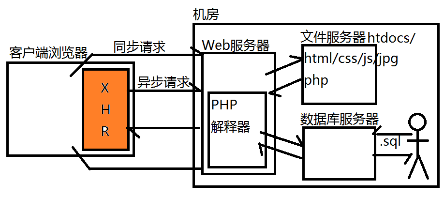 机房
客户端浏览器
同步请求
Web服务器
文件服务器htdocs/
html/css/js/jpg
php
异步请求
X
H
R
PHP
解释器
数据库服务器
.sql